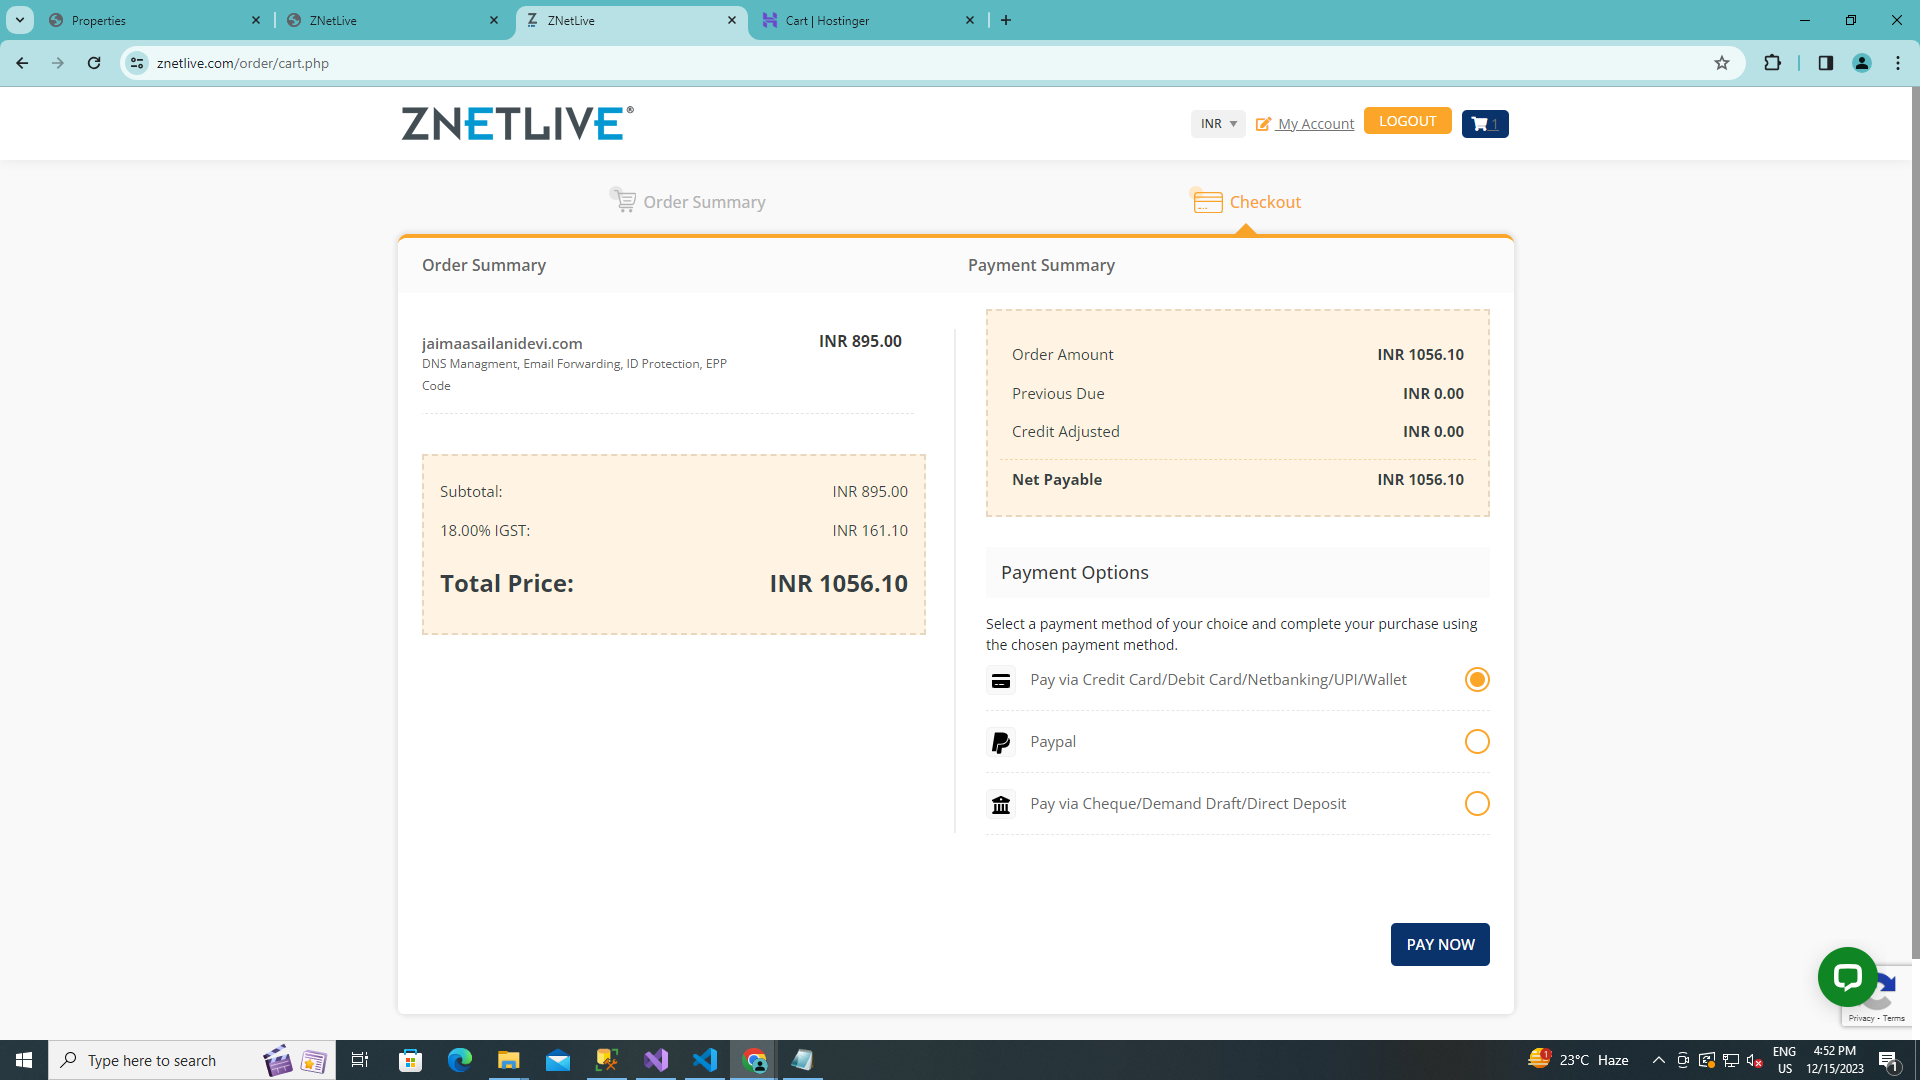 Properties
ZNetLive
ZNetLive
Cart | Hostinger
znetlive.com/order/cart.php
ZNETLIVE®
INR
My Account
LOGOUT
1
Order Summary
Checkout
Order Summary
Payment Summary
jaimaasailanidevi.com
INR 895.00
DNS Managment, Email Forwarding, ID Protection, EPP
Code
Subtotal:
INR 895.00
18.00% IGST:
INR 161.10
Total Price:
INR 1056.10
Order Amount
INR 1056.10
Previous Due
INR 0.00
Credit Adjusted
INR 0.00
Net Payable
INR 1056.10
Payment Options
Select a payment method of your choice and complete your purchase using
the chosen payment method.
Pay via Credit Card/Debit Card/Netbanking/UPI/Wallet
Paypal
Pay via Cheque/Demand Draft/Direct Deposit
PAY NOW
Privacy - Terms
Type here to search
1
23°C Haze
ENG
US
4:52 PM
12/15/2023
1